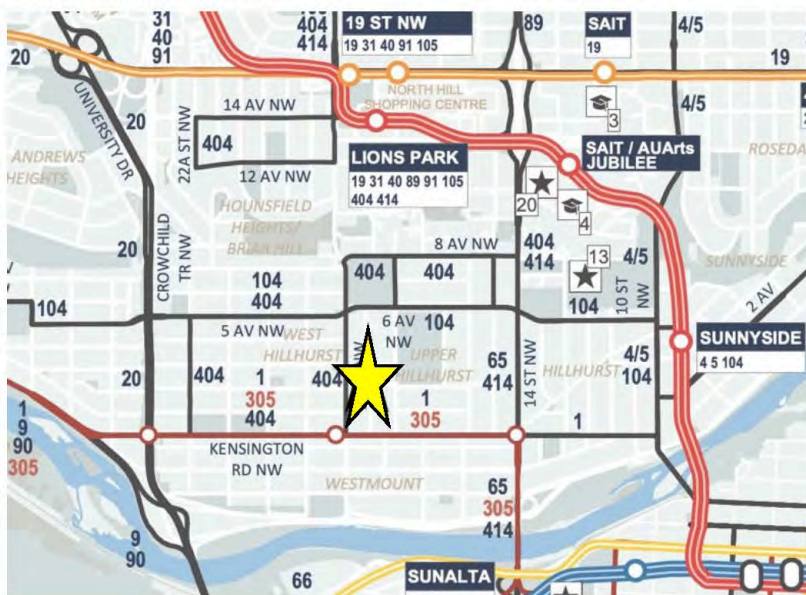 31
40
91
20
404
414
19 ST NW
19 31 40 91 105
89
SAIT
19
4/5
19
NORTH HILL
SHOPPING CENTRE
UNIVERSITY DR
20
14 AV NW
22A ST NW
404
12 AV NW
LIONS PARK
19 31 40 89 91 105
404 414
3
4/5
SAIT / AUArts
JUBILEE
ROSEDA
ANDREWS
HEIGHTS
HOUNSFIELD
HEIGHTS/
BRIAR HILL
20
4
20
CROWCHILD
TR NW
8 AV NW
404
414
13
4/5
SUNNYSIDE
104
404
404
404
104
10 ST
NW
2 AV
104
5 AV NW
WEST
HILLHURST
6 AV
NW
104
UPPER
HILLHURST
65
414
14 ST NW
HILLHURST
4/5
104
SUNNYSIDE
4 5 104
20
404
1
305
404
404
NW
1
305
1
1
9
90
305
KENSINGTON
RD NW
WESTMOUNT
65
305
414
9
90
66
SUNALTA